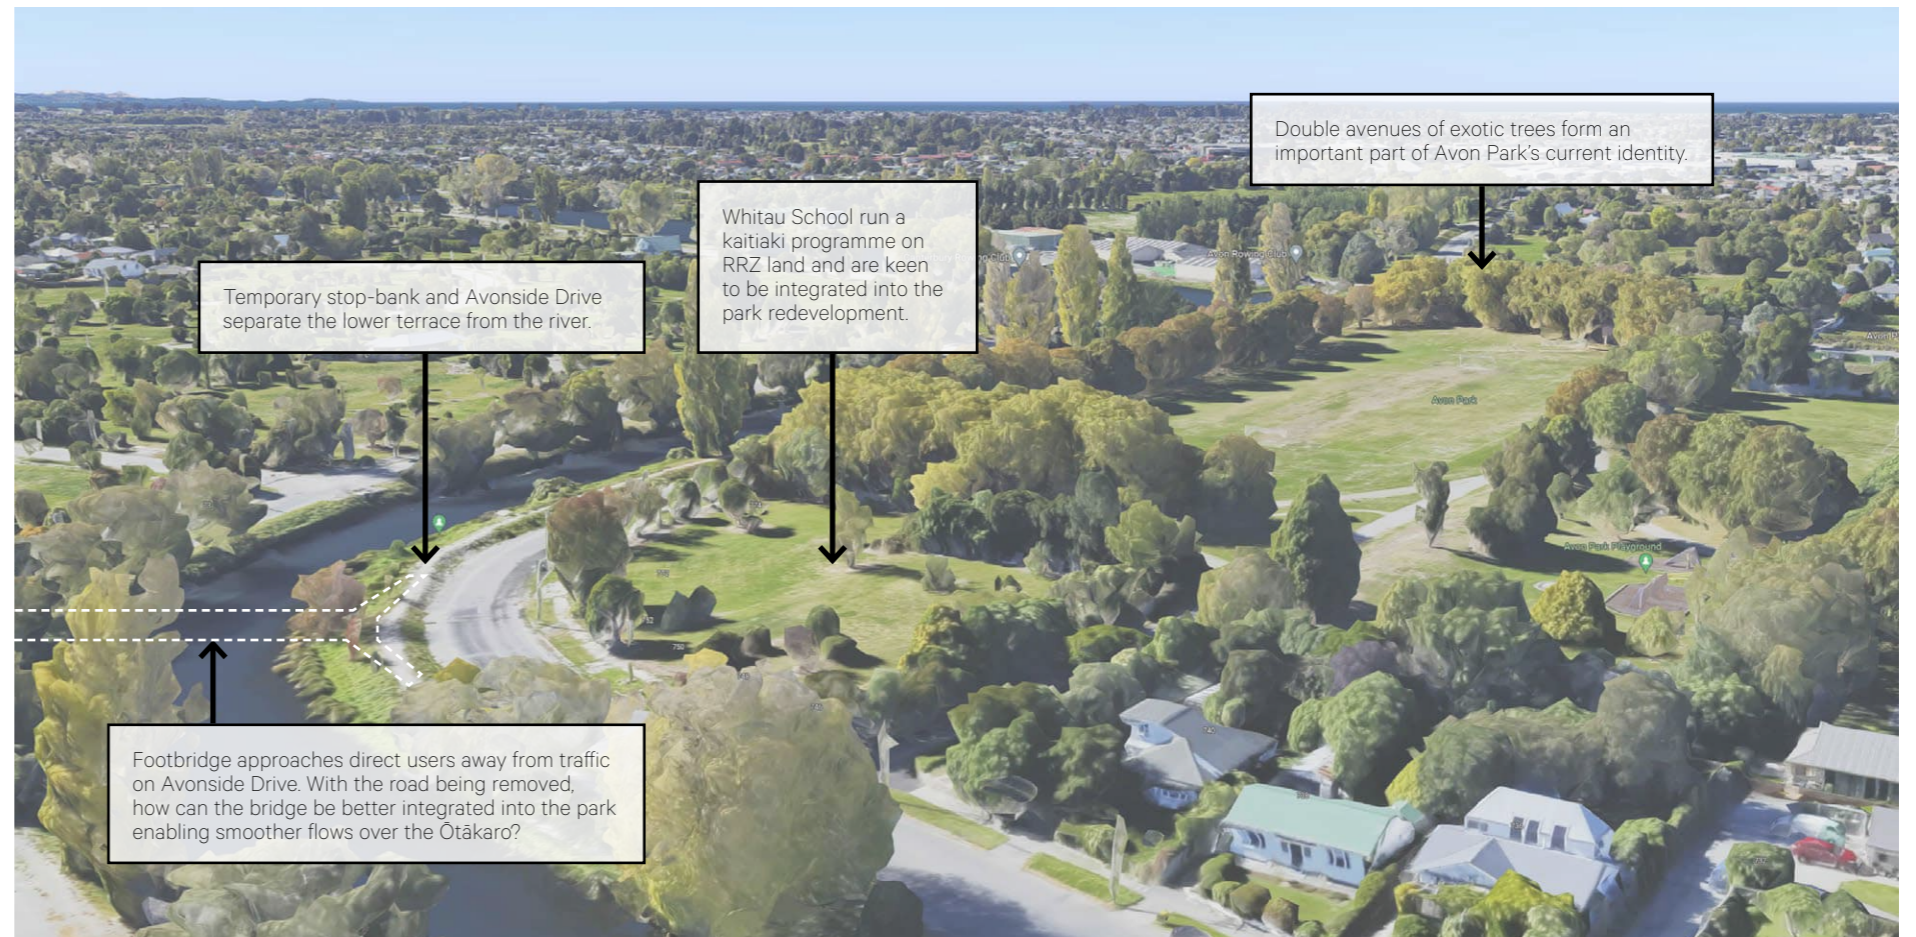 Double avenues of exotic trees form an
important part of Avon Park's current identity.
Whitau School run a
kaitiaki programme on
RRZ land and are keen
to be integrated into the
park redevelopment.
Temporary stop-bank and Avonside Drive
separate the lower terrace from the river.
Avon Rowing Club
Avon Park
Avon Park Playground
Footbridge approaches direct users away from traffic
on Avonside Drive. With the road being removed,
how can the bridge be better integrated into the park
enabling smoother flows over the Ōtākaro?